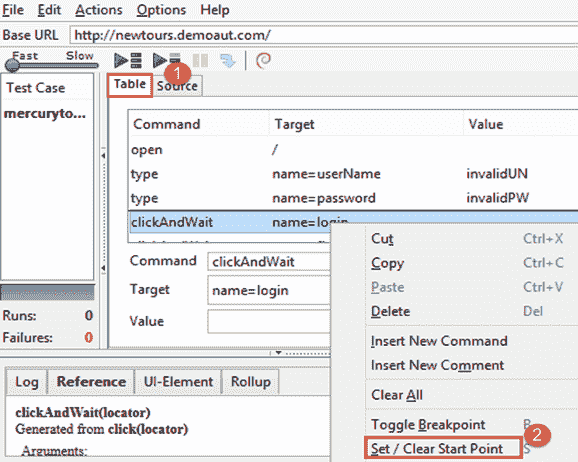 File Edit Actions Options Help
Base URL http://newtours.demoaut.com/
Fast Slow
1
Test Case
Table Source
mercuryto...
Command Target Value
open /
type name=userName invalidUN
type name=password invalidPW
clickAndWait name=login
Command clickAndWait
Target name=login
Value
Runs: 0
Failures: 0
Cut Ctrl+X
Copy Ctrl+C
Paste Ctrl+V
Delete Del
Insert New Command
Insert New Comment
Clear All
Toggle Breakpoint B
2
Set / Clear Start Point S
Log Reference UI-Element Rollup
clickAndWait(locator)
Generated from click(locator)
Arguments: